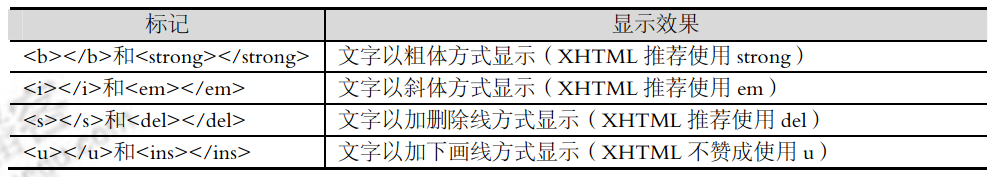 标记 显示效果
<b></b>和<strong></strong> 文字以粗体方式显示（XHTML 推荐使用 strong）
<i></i>和<em></em> 文字以斜体方式显示（XHTML 推荐使用 em）
<s></s>和<del></del> 文字以加删除线方式显示（XHTML 推荐使用 del）
<u></u>和<ins></ins> 文字以加下画线方式显示（XHTML 不赞成使用 u）